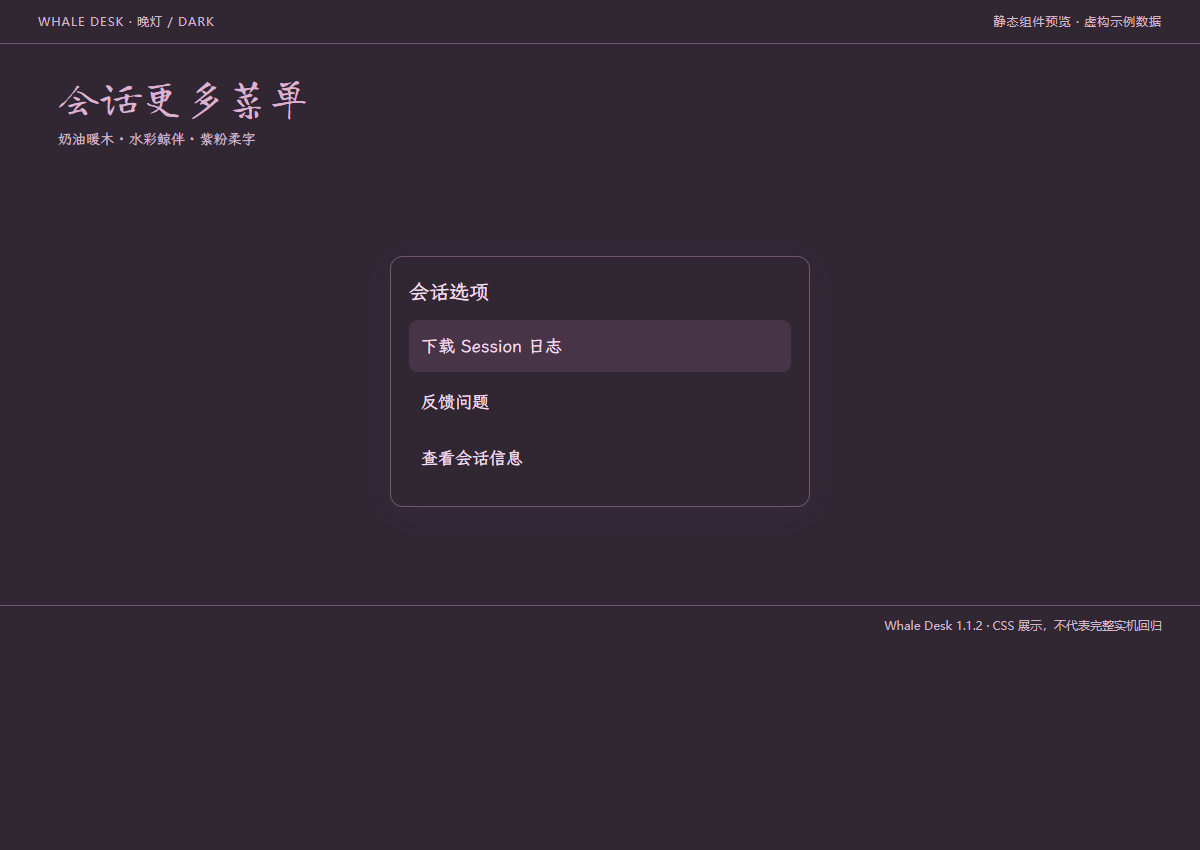 WHALE DESK · 晚灯 / DARK
静态组件预览 · 虚构示例数据
会话更多菜单
奶油暖木 · 水彩鲸伴 · 紫粉柔字
会话选项
下载 Session 日志
反馈问题
查看会话信息
Whale Desk 1.1.2 · CSS 展示，不代表完整实机回归